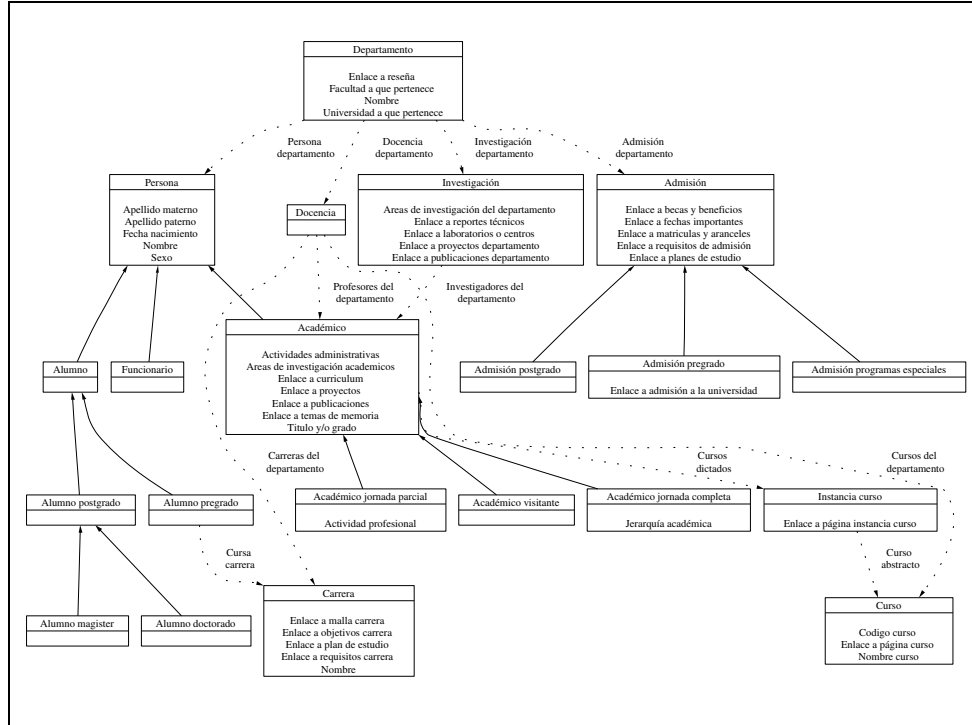 Departamento
Enlace a reseña
Facultad a que pertenece
Nombre
Universidad a que pertenece
Persona
departamento
Docencia
departamento
Investigación
departamento
Admisión
departamento
Persona
Apellido materno
Apellido paterno
Fecha nacimiento
Nombre
Sexo
Docencia
Investigación
Areas de investigación del departamento
Enlace a reportes técnicos
Enlace a laboratorios o centros
Enlace a proyectos departamento
Enlace a publicaciones departamento
Admisión
Enlace a becas y beneficios
Enlace a fechas importantes
Enlace a matriculas y aranceles
Enlace a requisitos de admisión
Enlace a planes de estudio
Profesores del
departamento
Investigadores del
departamento
Alumno
Funcionario
Académico
Actividades administrativas
Areas de investigación academicos
Enlace a curriculum
Enlace a proyectos
Enlace a publicaciones
Enlace a temas de memoria
Titulo y/o grado
Admisión postgrado
Admisión pregrado
Enlace a admisión a la universidad
Admisión programas especiales
Carreras del
departamento
Cursos
dictados
Cursos del
departamento
Alumno postgrado
Alumno pregrado
Académico jornada parcial
Actividad profesional
Académico visitante
Académico jornada completa
Jerarquía académica
Instancia curso
Enlace a página instancia curso
Cursa
carrera
Curso
abstracto
Alumno magister
Alumno doctorado
Carrera
Enlace a malla carrera
Enlace a objetivos carrera
Enlace a plan de estudio
Enlace a requisitos carrera
Nombre
Curso
Codigo curso
Enlace a página curso
Nombre curso